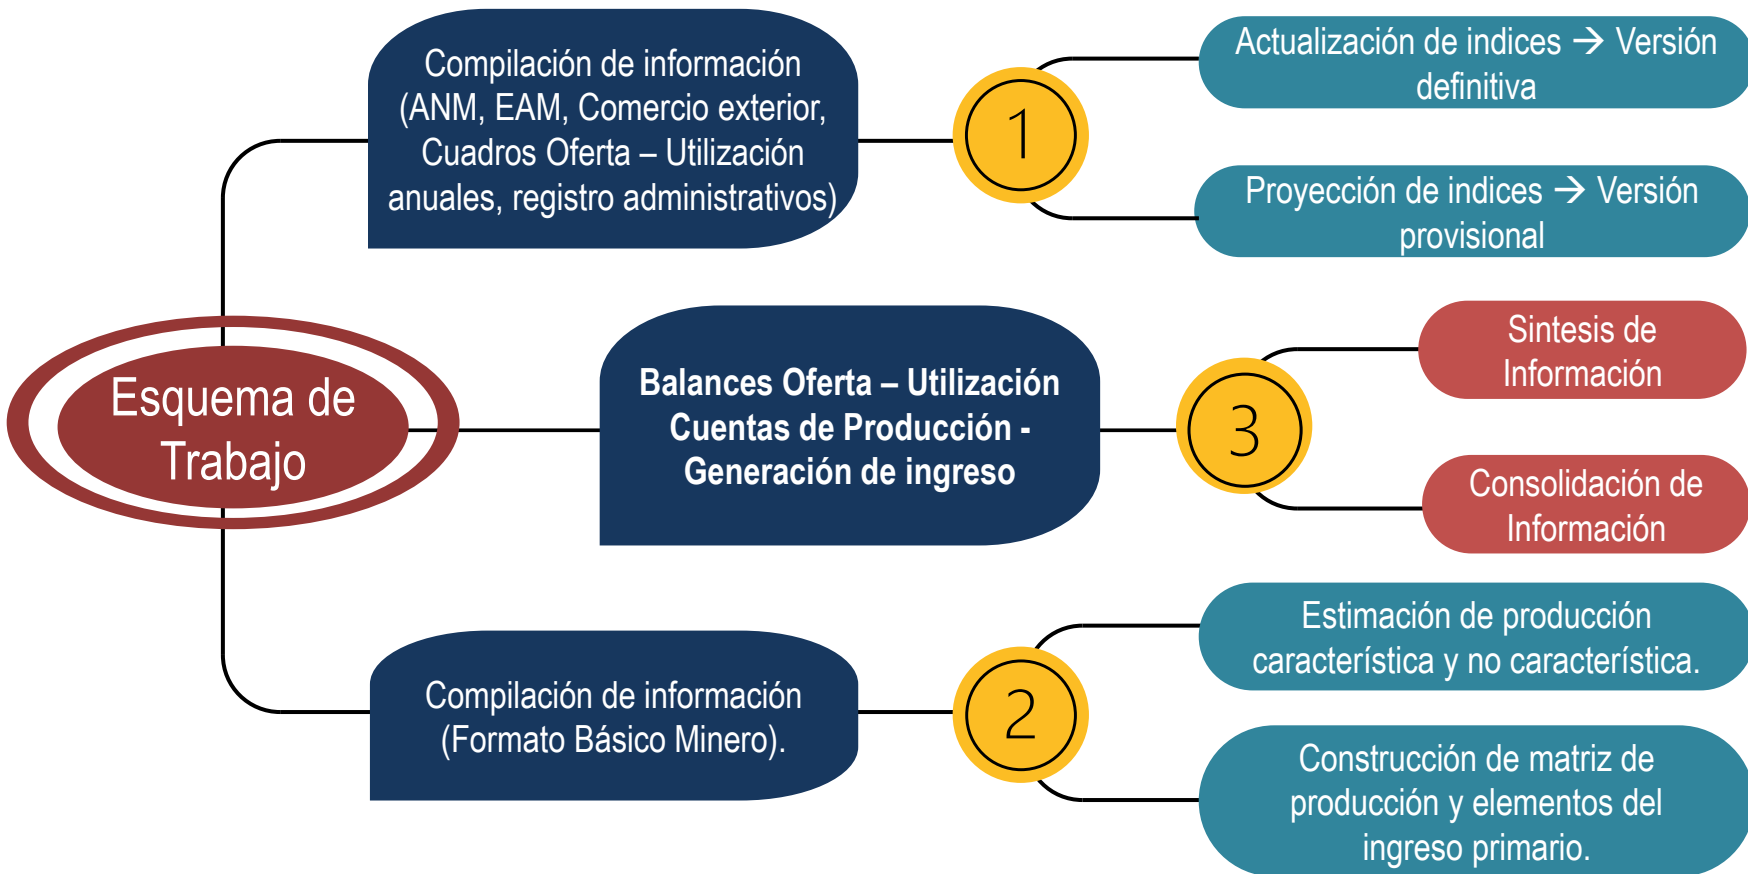 Esquema de
Trabajo
Compilación de información
(ANM, EAM, Comercio exterior,
Cuadros Oferta – Utilización
anuales, registro administrativos)
1
Actualización de indices → Versión
definitiva
Proyección de indices → Versión
provisional
Balances Oferta – Utilización
Cuentas de Producción -
Generación de ingreso
3
Sintesis de
Información
Consolidación de
Información
Compilación de información
(Formato Básico Minero).
2
Estimación de producción
característica y no característica.
Construcción de matriz de
producción y elementos del
ingreso primario.